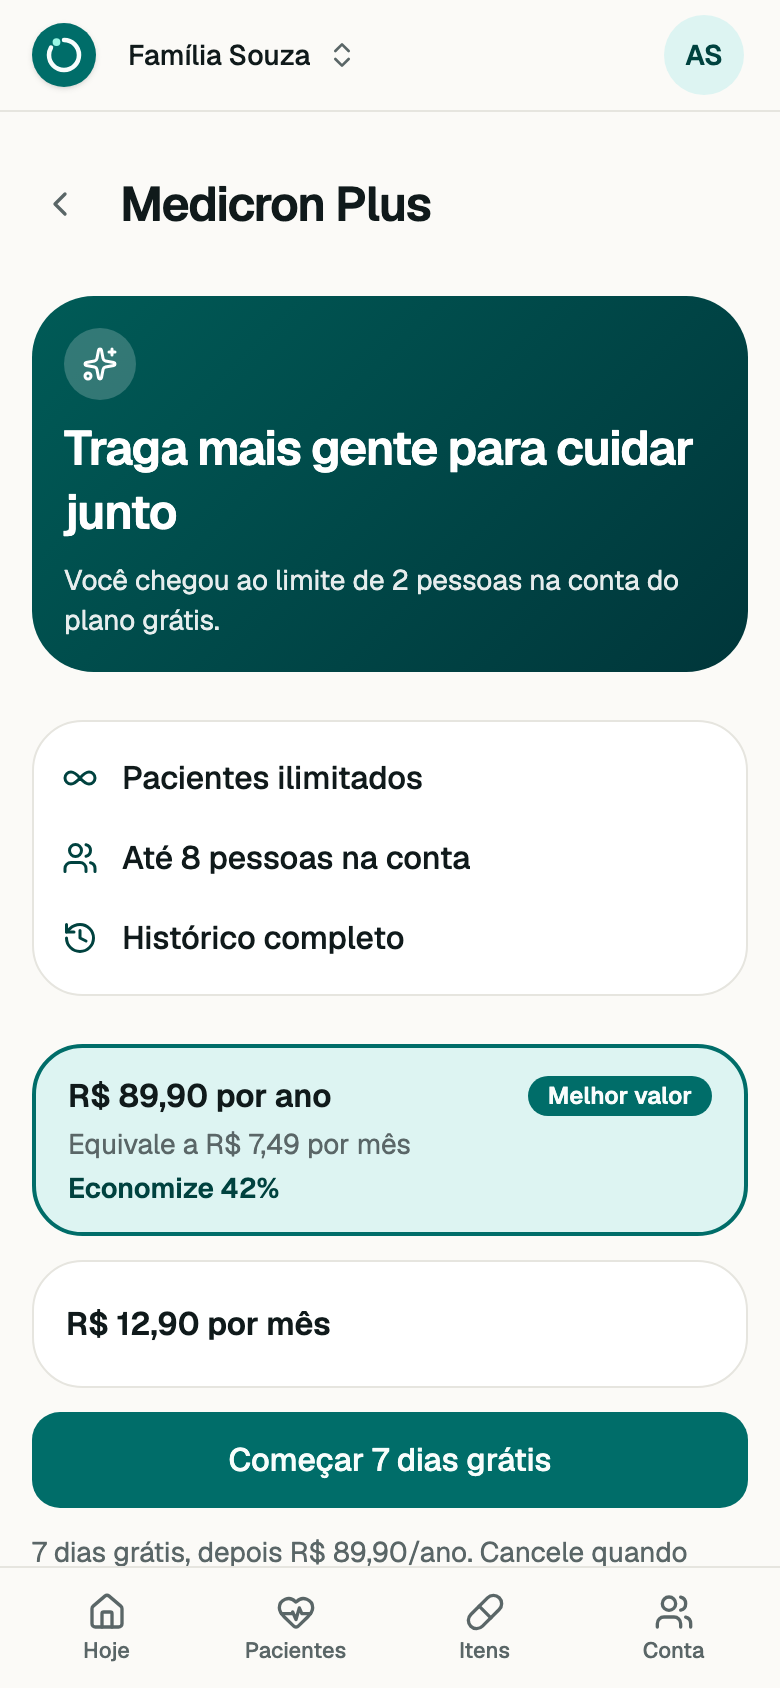 Família Souza
AS
Medicron Plus
Traga mais gente para cuidar
junto
Você chegou ao limite de 2 pessoas na conta do
plano grátis.
Pacientes ilimitados
Até 8 pessoas na conta
Histórico completo
R$ 89,90 por ano
Melhor valor
Equivale a R$ 7,49 por mês
Economize 42%
R$ 12,90 por mês
Começar 7 dias grátis
7 dias grátis, depois R$ 89,90/ano. Cancele quando
Hoje
Pacientes
Itens
Conta